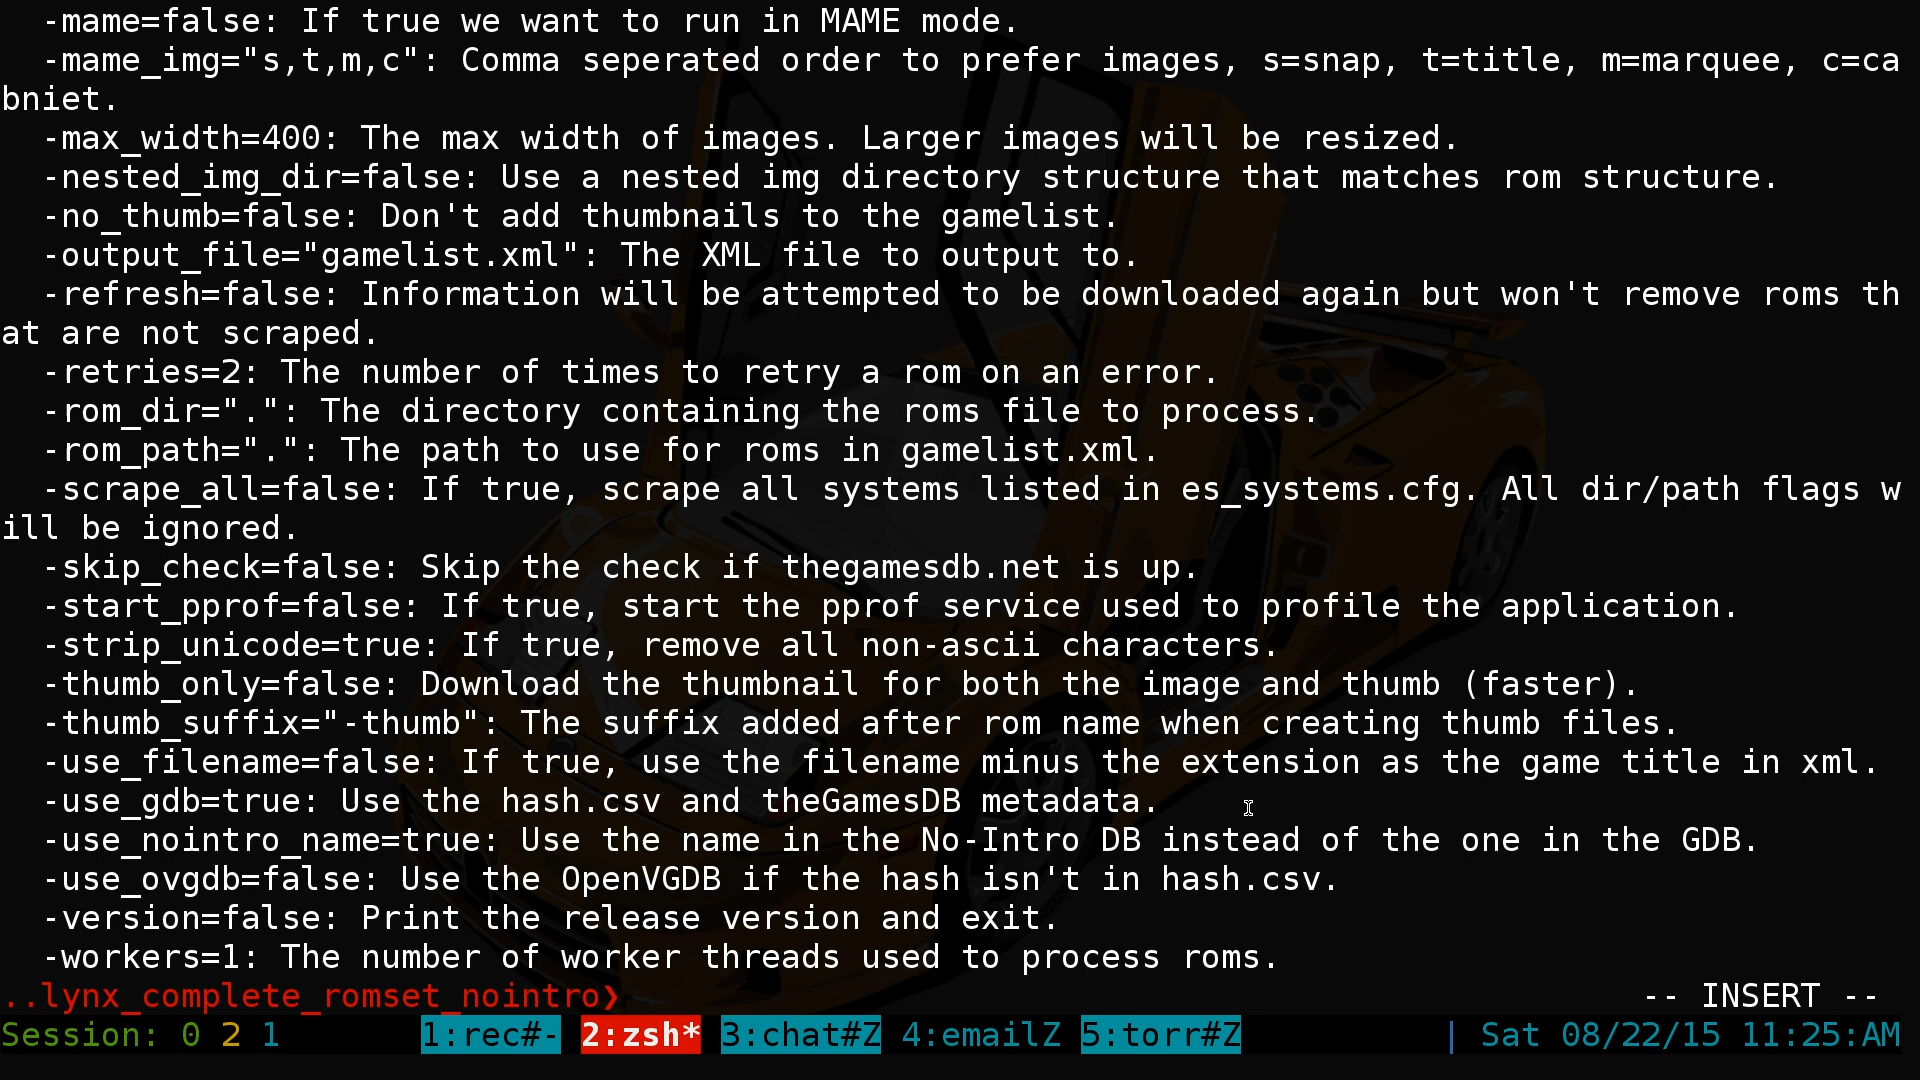 -mame=false: If true we want to run in MAME mode.
-mame_img="s,t,m,c": Comma seperated order to prefer images, s=snap, t=title, m=marquee, c=ca
bniet.
-max_width=400: The max width of images. Larger images will be resized.
-nested_img_dir=false: Use a nested img directory structure that matches rom structure.
-no_thumb=false: Don't add thumbnails to the gamelist.
-output_file="gamelist.xml": The XML file to output to.
-refresh=false: Information will be attempted to be downloaded again but won't remove roms th
at are not scraped.
-retries=2: The number of times to retry a rom on an error.
-rom_dir=".": The directory containing the roms file to process.
-rom_path=".": The path to use for roms in gamelist.xml.
-scrape_all=false: If true, scrape all systems listed in es_systems.cfg. All dir/path flags w
ill be ignored.
-skip_check=false: Skip the check if thegamesdb.net is up.
-start_pprof=false: If true, start the pprof service used to profile the application.
-strip_unicode=true: If true, remove all non-ascii characters.
-thumb_only=false: Download the thumbnail for both the image and thumb (faster).
-thumb_suffix="-thumb": The suffix added after rom name when creating thumb files.
-use_filename=false: If true, use the filename minus the extension as the game title in xml.
-use_gdb=true: Use the hash.csv and theGamesDB metadata.
-use_nointro_name=true: Use the name in the No-Intro DB instead of the one in the GDB.
-use_ovgdb=false: Use the OpenVGDB if the hash isn't in hash.csv.
-version=false: Print the release version and exit.
-workers=1: The number of worker threads used to process roms.
..lynx_complete_romset_nointro❯ -- INSERT --
Session: 0 2 1 1:rec#- 2:zsh* 3:chat#Z 4:emailZ 5:torr#Z | Sat 08/22/15 11:25:AM